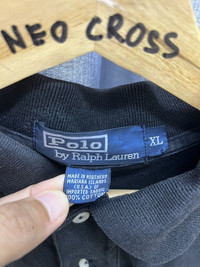 NEO CROSS
Polo
by Ralph Lauren
XL
MADE IN NORTHERN
MARIANA ISLANDS
(U.S.A.) OF
IMPORTED FABRIC
100% COTTON